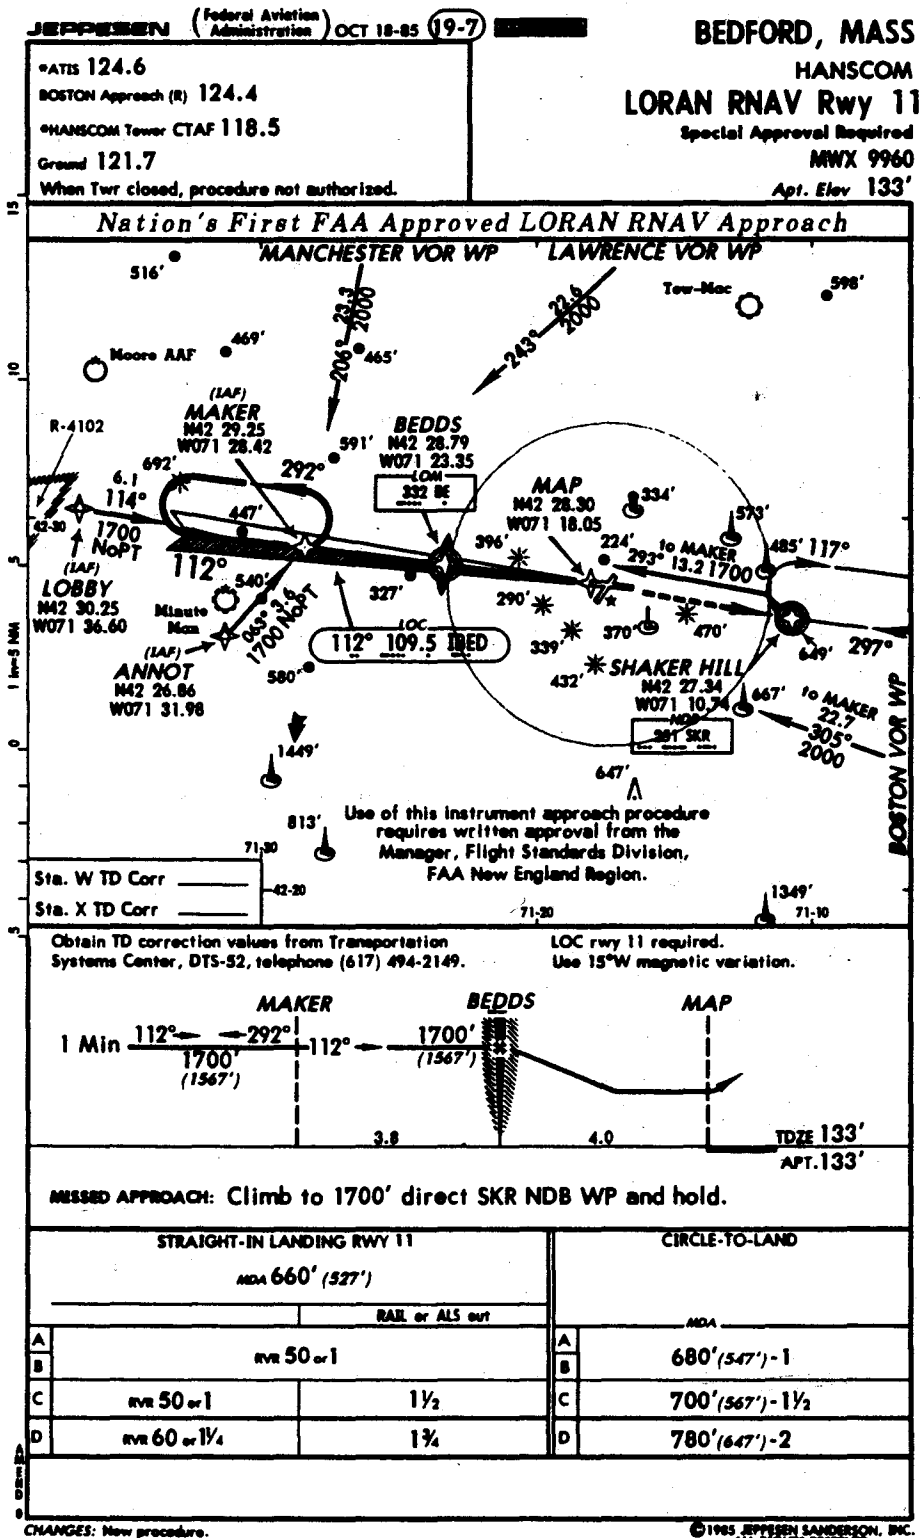 JEPPESEN (Federal Aviation Administration) OCT 18-85 19-7
BEDFORD, MASS
HANSCOM
LORAN RNAV Rwy 11
Special Approval Required
MWX 9960
Apt. Elev 133'
*ATIS 124.6
BOSTON Approach (R) 124.4
*HANSCOM Tower CTAF 118.5
Ground 121.7
When Twr closed, procedure not authorized.
Nation's First FAA Approved LORAN RNAV Approach
15
10
5
0
5
1 in=5 NM
MANCHESTER VOR WP
LAWRENCE VOR WP
516'
Tew-Mac
598'
23.3
206° 2000
22.6
243° 2000
469'
465'
Moore AAF
R-4102
(IAF)
MAKER
N42 29.25
W071 28.42
BEDDS
N42 28.79
W071 23.35
LOM
332 BE
591'
692'
292°
6.1
114°
1700
NoPT
447'
42-30
MAP
N42 28.30
W071 18.05
334'
573'
396'
224'
to MAKER
293° 13.2 1700
485'
117°
(IAF)
LOBBY
N42 30.25
W071 36.60
112°
540'
Minute
Man
063° 3.6
1700 NoPT
327'
290'
LOC
112° 109.5 IBED
339'
370'
470'
649'
297°
(IAF)
ANNOT
N42 26.86
W071 31.98
580'
432'
SHAKER HILL
N42 27.34
W071 10.74
NDB
251 SKR
667'
to MAKER
22.7
305°
2000
BOSTON VOR WP
1449'
647'
813'
Use of this instrument approach procedure
requires written approval from the
Manager, Flight Standards Division,
FAA New England Region.
71-30
42-20
71-20
71-10
1349'
Sta. W TD Corr
Sta. X TD Corr
Obtain TD correction values from Transportation
Systems Center, DTS-52, telephone (617) 494-2149.
LOC rwy 11 required.
Use 15°W magnetic variation.
MAKER
BEDDS
MAP
1 Min
112° 292°
1700'
(1567')
112°
1700'
(1567')
3.8
4.0
TDZE 133'
APT. 133'
MISSED APPROACH: Climb to 1700' direct SKR NDB WP and hold.
STRAIGHT-IN LANDING RWY 11
CIRCLE-TO-LAND
MDA 660' (527')
RAIL or ALS out
MDA
A
B
RVR 50 or 1
A
B
680' (547') - 1
C
RVR 50 or 1
1½
C
700' (567') - 1½
D
RVR 60 or 1¼
1¾
D
780' (647') - 2
AMEND 0
CHANGES: New procedure.
© 1985 JEPPESEN SANDERSON, INC.